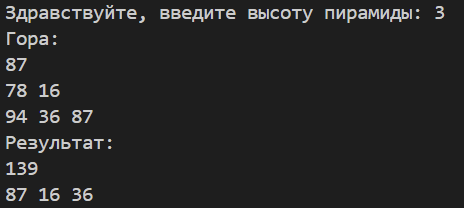 Здравствуйте, введите высоту пирамиды: 3
Гора:
87
78 16
94 36 87
Результат:
139
87 16 36